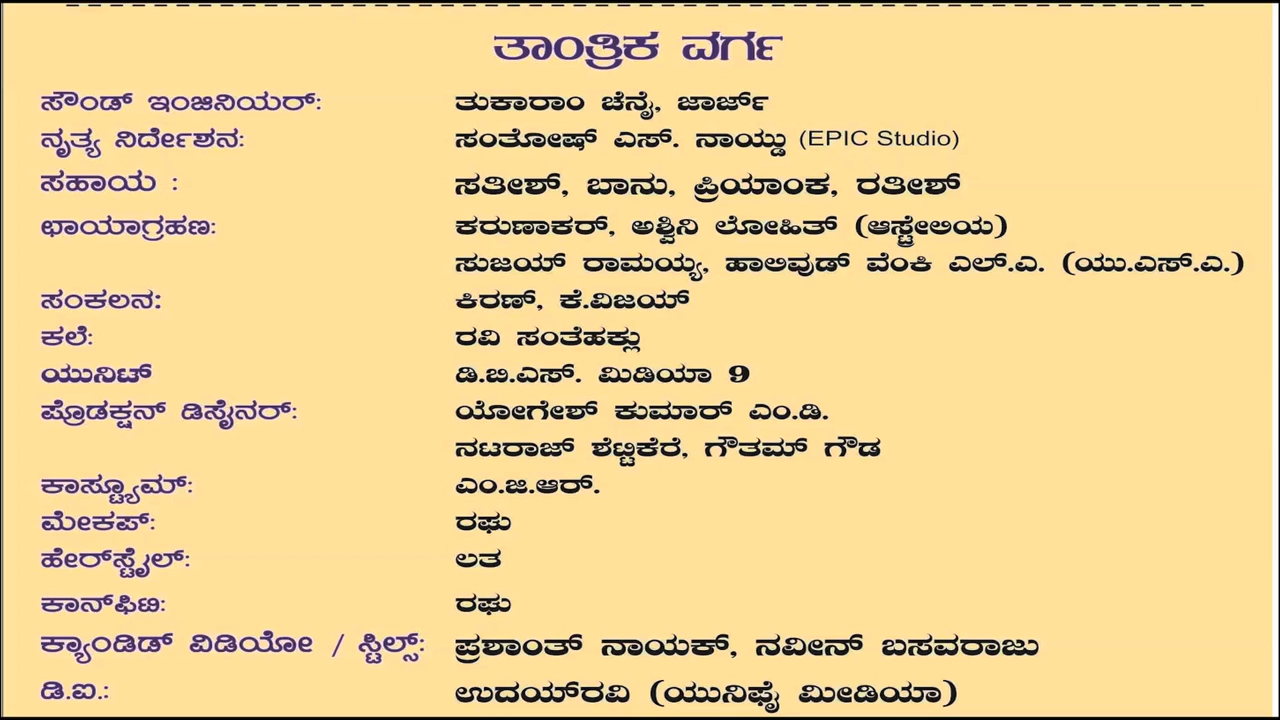 ತಾಂತ್ರಿಕ ವರ್ಗ
ಸೌಂಡ್ ಇಂಜಿನಿಯರ್: ತುಕಾರಾಂ ಚೆನೈ, ಜಾರ್ಜ್
ನೃತ್ಯ ನಿರ್ದೇಶನ: ಸಂತೋಷ್ ಎಸ್. ನಾಯ್ಡು (EPIC Studio)
ಸಹಾಯ : ಸತೀಶ್, ಬಾನು, ಪ್ರಿಯಾಂಕ, ರತೀಶ್
ಛಾಯಾಗ್ರಹಣ: ಕರುಣಾಕರ್, ಅಶ್ವಿನಿ ಲೋಹಿತ್ (ಆಸ್ಟ್ರೇಲಿಯ)
ಸುಜಯ್ ರಾಮಯ್ಯ, ಹಾಲಿವುಡ್ ವೆಂಕಿ ಎಲ್.ಎ. (ಯು.ಎಸ್.ಎ.)
ಸಂಕಲನ: ಕಿರಣ್, ಕೆ.ವಿಜಯ್
ಕಲೆ: ರವಿ ಸಂತೆಹಕ್ಲು
ಯುನಿಟ್ ಡಿ.ಬಿ.ಎಸ್. ಮಿಡಿಯಾ 9
ಪ್ರೊಡಕ್ಷನ್ ಡಿಸೈನರ್: ಯೋಗೇಶ್ ಕುಮಾರ್ ಎಂ.ಡಿ.
ನಟರಾಜ್ ಶೆಟ್ಟಿಕೆರೆ, ಗೌತಮ್ ಗೌಡ
ಕಾಸ್ಟ್ಯೂಮ್: ಎಂ.ಜಿ.ಆರ್.
ಮೇಕಪ್: ರಘು
ಹೇರ್‌ಸ್ಟೈಲ್: ಲತ
ಕಾನ್‌ಫಿಟಿ: ರಘು
ಕ್ಯಾಂಡಿಡ್ ವಿಡಿಯೋ / ಸ್ಟಿಲ್ಸ್: ಪ್ರಶಾಂತ್ ನಾಯಕ್, ನವೀನ್ ಬಸವರಾಜು
ಡಿ.ಐ.: ಉದಯ್‌ರವಿ (ಯುನಿಫೈ ಮೀಡಿಯಾ)